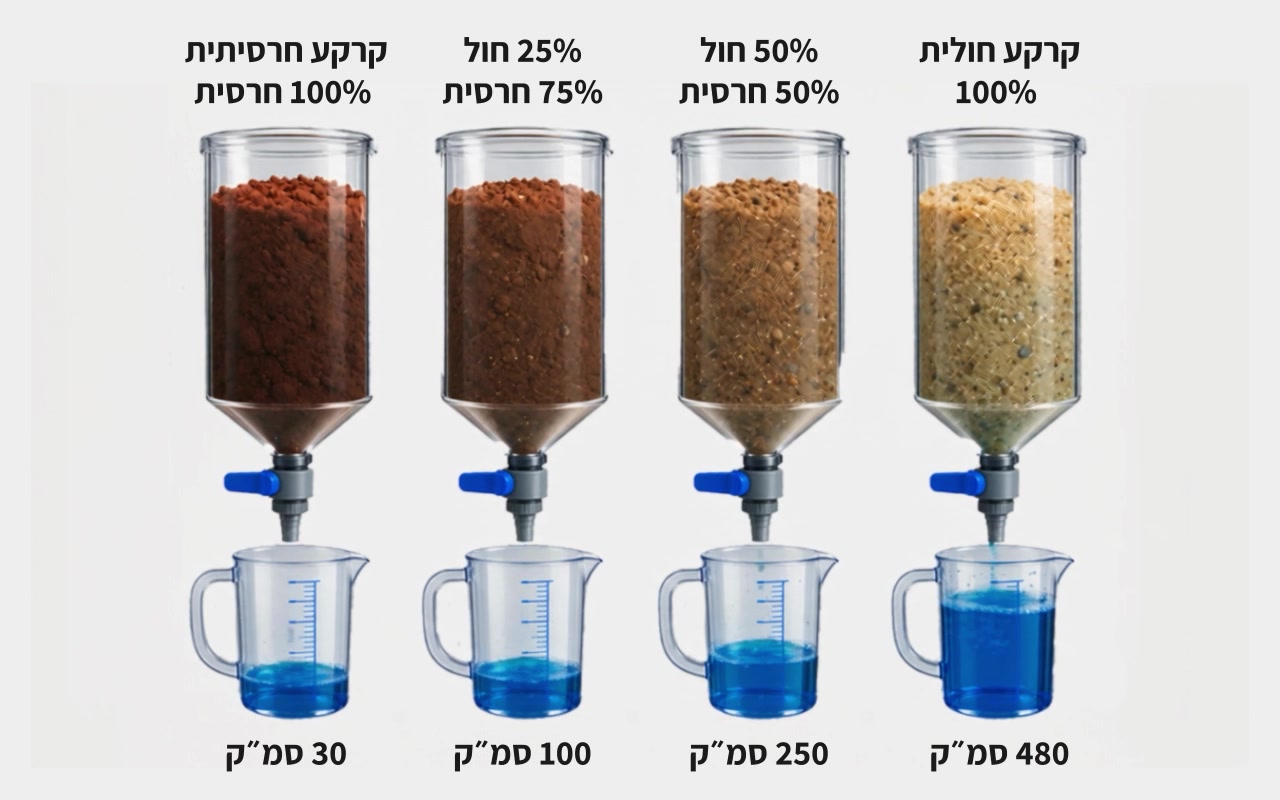 קרקע חולית
100%
50% חול
50% חרסית
25% חול
75% חרסית
קרקע חרסיתית
100% חרסית
480 סמ״ק
250 סמ״ק
100 סמ״ק
30 סמ״ק